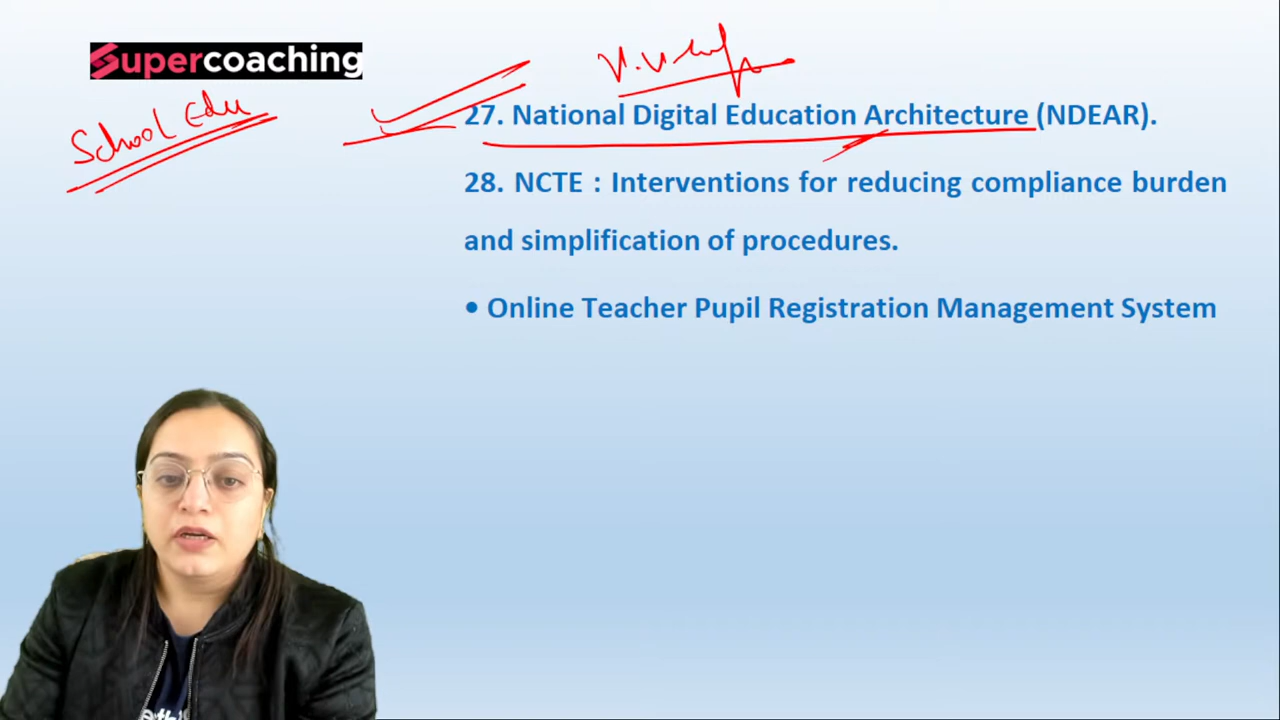 Supercoaching
School Edu
V.V.Imp
27. National Digital Education Architecture (NDEAR).
28. NCTE : Interventions for reducing compliance burden
and simplification of procedures.
• Online Teacher Pupil Registration Management System